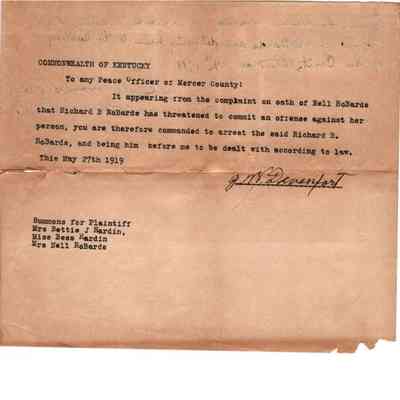 COMMONWEALTH OF KENTUCKY
To any Peace Officer of Mercer County:
It appearing from the complaint on oath of Nell RoBards
that Richard B RoBards has threatened to commit an offense against her
person, you are therefore commanded to arrest the said Richard B.
RoBards, and being him before me to be dealt with according to law.
This May 27th 1919
Devenport
Summons for Plaintiff
Mrs Bettie J Hardin,
Miss Bess Hardin
Mrs Nell RoBards